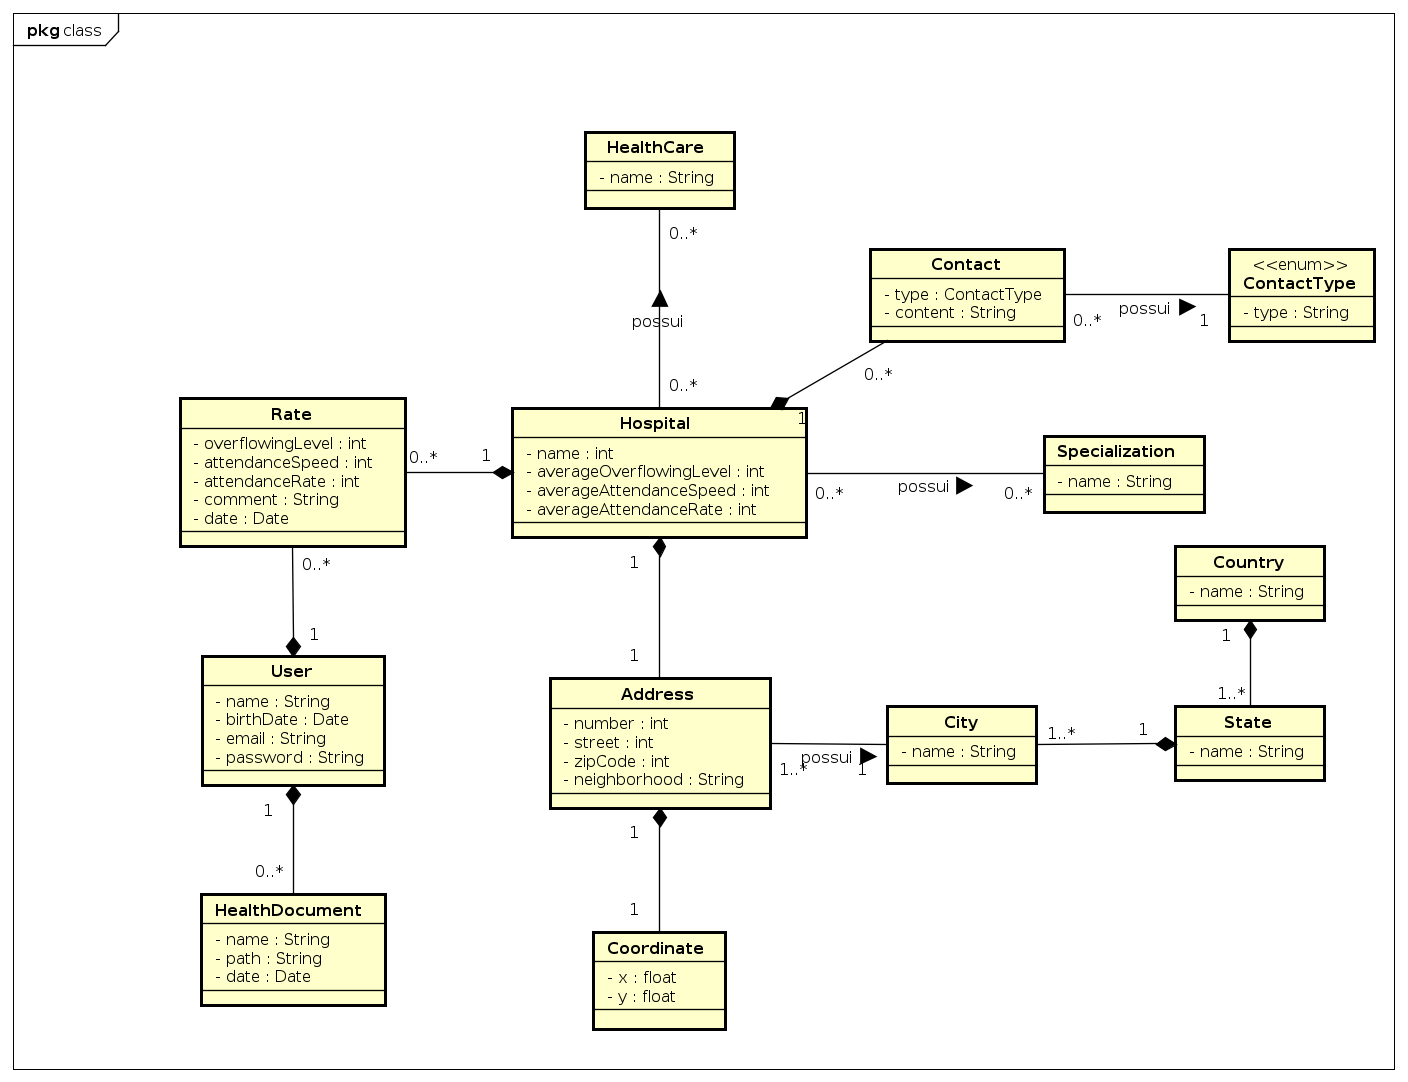 pkg class
HealthCare
- name : String
0..*
possui
0..*
Contact
- type : ContactType
- content : String
0..*
possui
1
<<enum>>
ContactType
- type : String
0..*
1
Rate
- overflowingLevel : int
- attendanceSpeed : int
- attendanceRate : int
- comment : String
- date : Date
0..*
1
Hospital
- name : int
- averageOverflowingLevel : int
- averageAttendanceSpeed : int
- averageAttendanceRate : int
0..*
possui
0..*
Specialization
- name : String
0..*
1
1
1
Country
- name : String
1
1..*
User
- name : String
- birthDate : Date
- email : String
- password : String
Address
- number : int
- street : int
- zipCode : int
- neighborhood : String
1..*
possui
1
City
- name : String
1..*
1
State
- name : String
1
0..*
1
1
HealthDocument
- name : String
- path : String
- date : Date
Coordinate
- x : float
- y : float